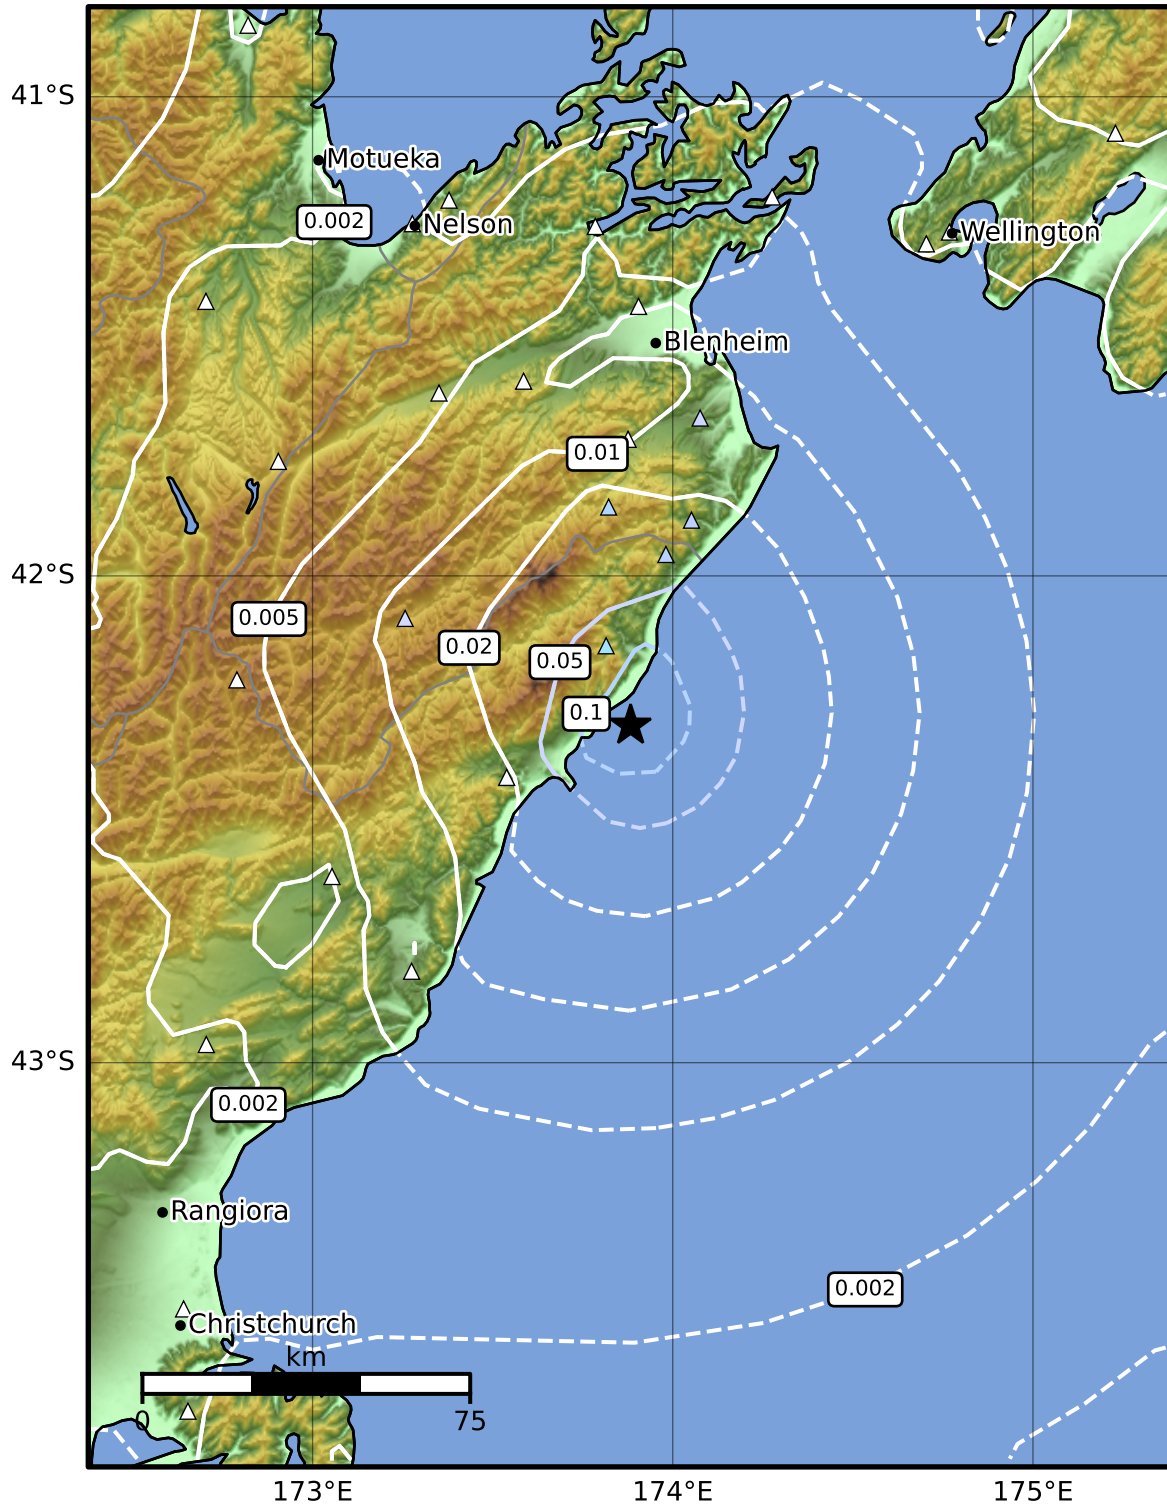 41°S
Motueka
0.002
Nelson
Wellington
Blenheim
0.01
42°S
0.005
0.02
0.05
0.1
43°S
0.002
Rangiora
0.002
Christchurch
km
0
75
173°E
174°E
175°E